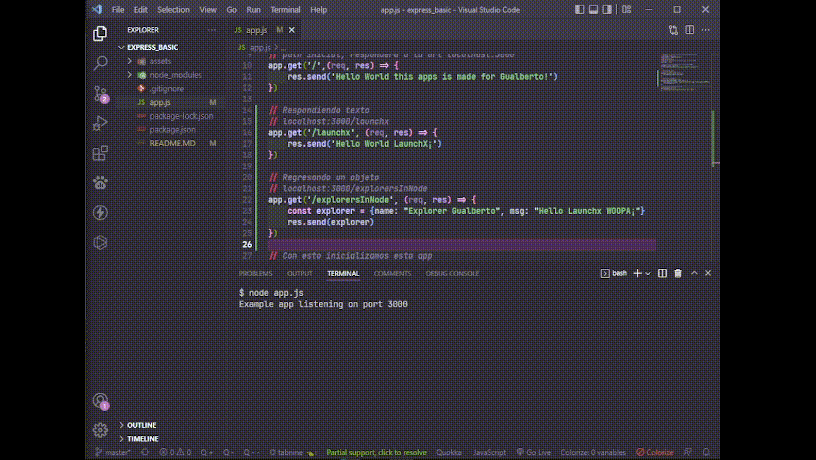 File Edit Selection View Go Run Terminal Help app.js - express_basic - Visual Studio Code
EXPLORER
app.js M
EXPRESS_BASIC
JS app.js > ...
assets
node_modules
.gitignore
JS app.js M
package-lock.json
package.json
README.MD M
10 app.get('/',(req, res) => {
11 res.send('Hello World this apps is made for Gualberto!')
12 })
13
14 // Respondiendo texto
15 // localhost:3000/launchx
16 app.get('/launchx', (req, res) => {
17 res.send('Hello World LaunchX¡')
18 })
19
20 // Regresando un objeto
21 // localhost:3000/explorersInNode
22 app.get('/explorersInNode', (req, res) => {
23 const explorer = {name: "Explorer Gualberto", msg: "Hello Launchx WOOPA¡"}
24 res.send(explorer)
25 })
26
27 // Con esto inicializamos esta app
PROBLEMS OUTPUT TERMINAL COMMENTS DEBUG CONSOLE bash
$ node app.js
Example app listening on port 3000
OUTLINE
TIMELINE
master* 0 0 tabnine Partial support, click to resolve Quokka JavaScript Go Live Colorize: 0 variables Colorize